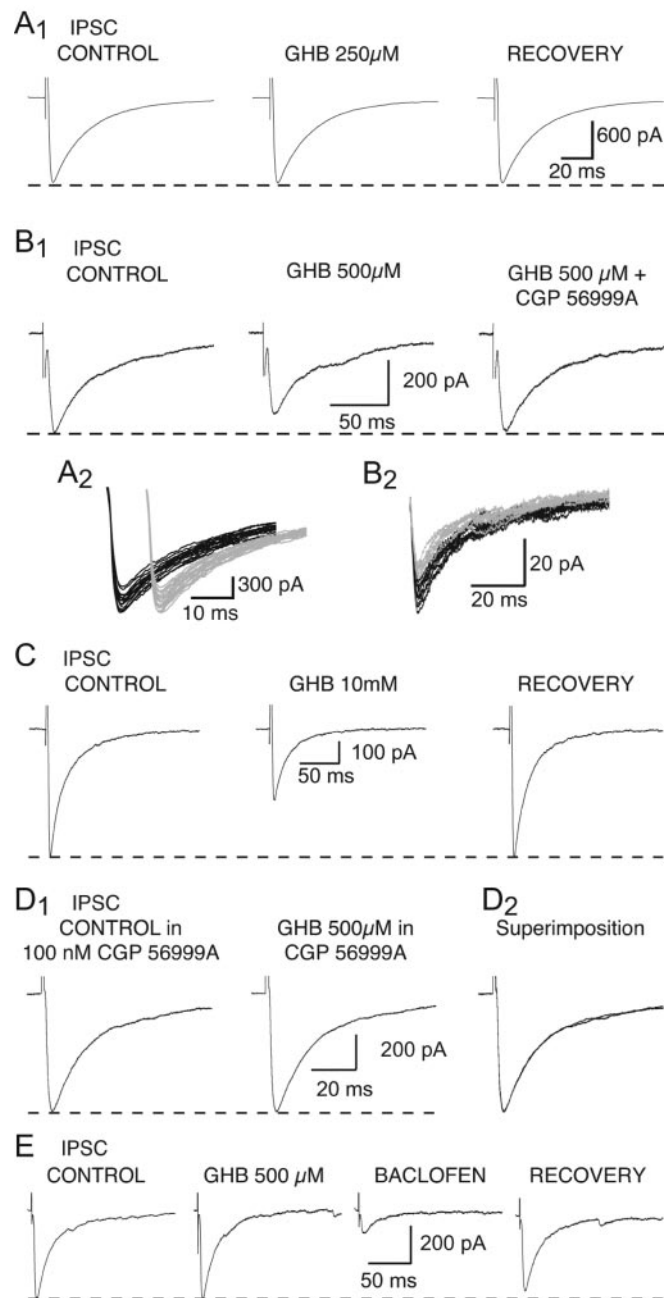 A1 IPSC
CONTROL GHB 250µM RECOVERY
600 pA
20 ms
B1 IPSC
CONTROL GHB 500µM GHB 500 µM +
CGP 56999A
200 pA
50 ms
A2 B2
300 pA
10 ms
20 pA
20 ms
C IPSC
CONTROL GHB 10mM RECOVERY
100 pA
50 ms
D1 IPSC D2
CONTROL in GHB 500µM in Superimposition
100 nM CGP 56999A CGP 56999A
200 pA
20 ms
E IPSC
CONTROL GHB 500 µM BACLOFEN RECOVERY
200 pA
50 ms